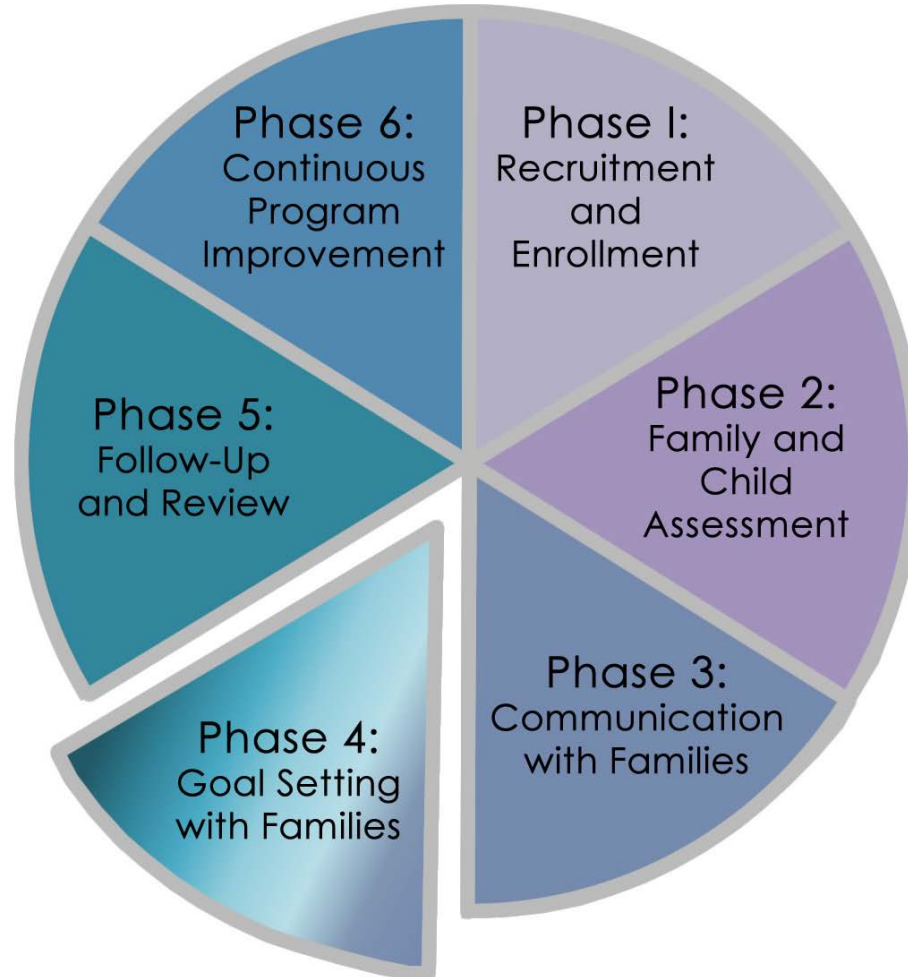 Phase 1:
Recruitment
and
Enrollment
Phase 2:
Family and
Child
Assessment
Phase 3:
Communication
with Families
Phase 4:
Goal Setting
with Families
Phase 5:
Follow-Up
and Review
Phase 6:
Continuous
Program
Improvement